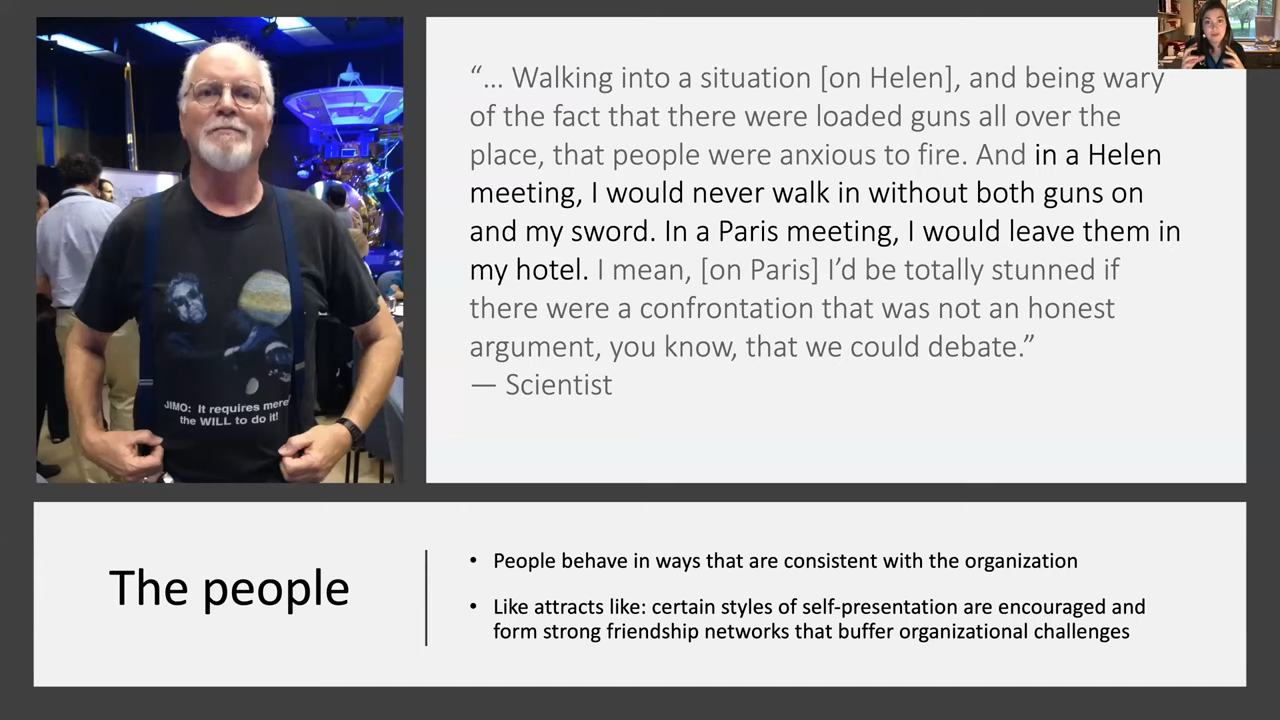 “… Walking into a situation [on Helen], and being wary
of the fact that there were loaded guns all over the
place, that people were anxious to fire. And in a Helen
meeting, I would never walk in without both guns on
and my sword. In a Paris meeting, I would leave them in
my hotel. I mean, [on Paris] I’d be totally stunned if
there were a confrontation that was not an honest
argument, you know, that we could debate.”
— Scientist
JIMO: It requires mere
the WILL to do it!
The people
• People behave in ways that are consistent with the organization
• Like attracts like: certain styles of self-presentation are encouraged and
form strong friendship networks that buffer organizational challenges